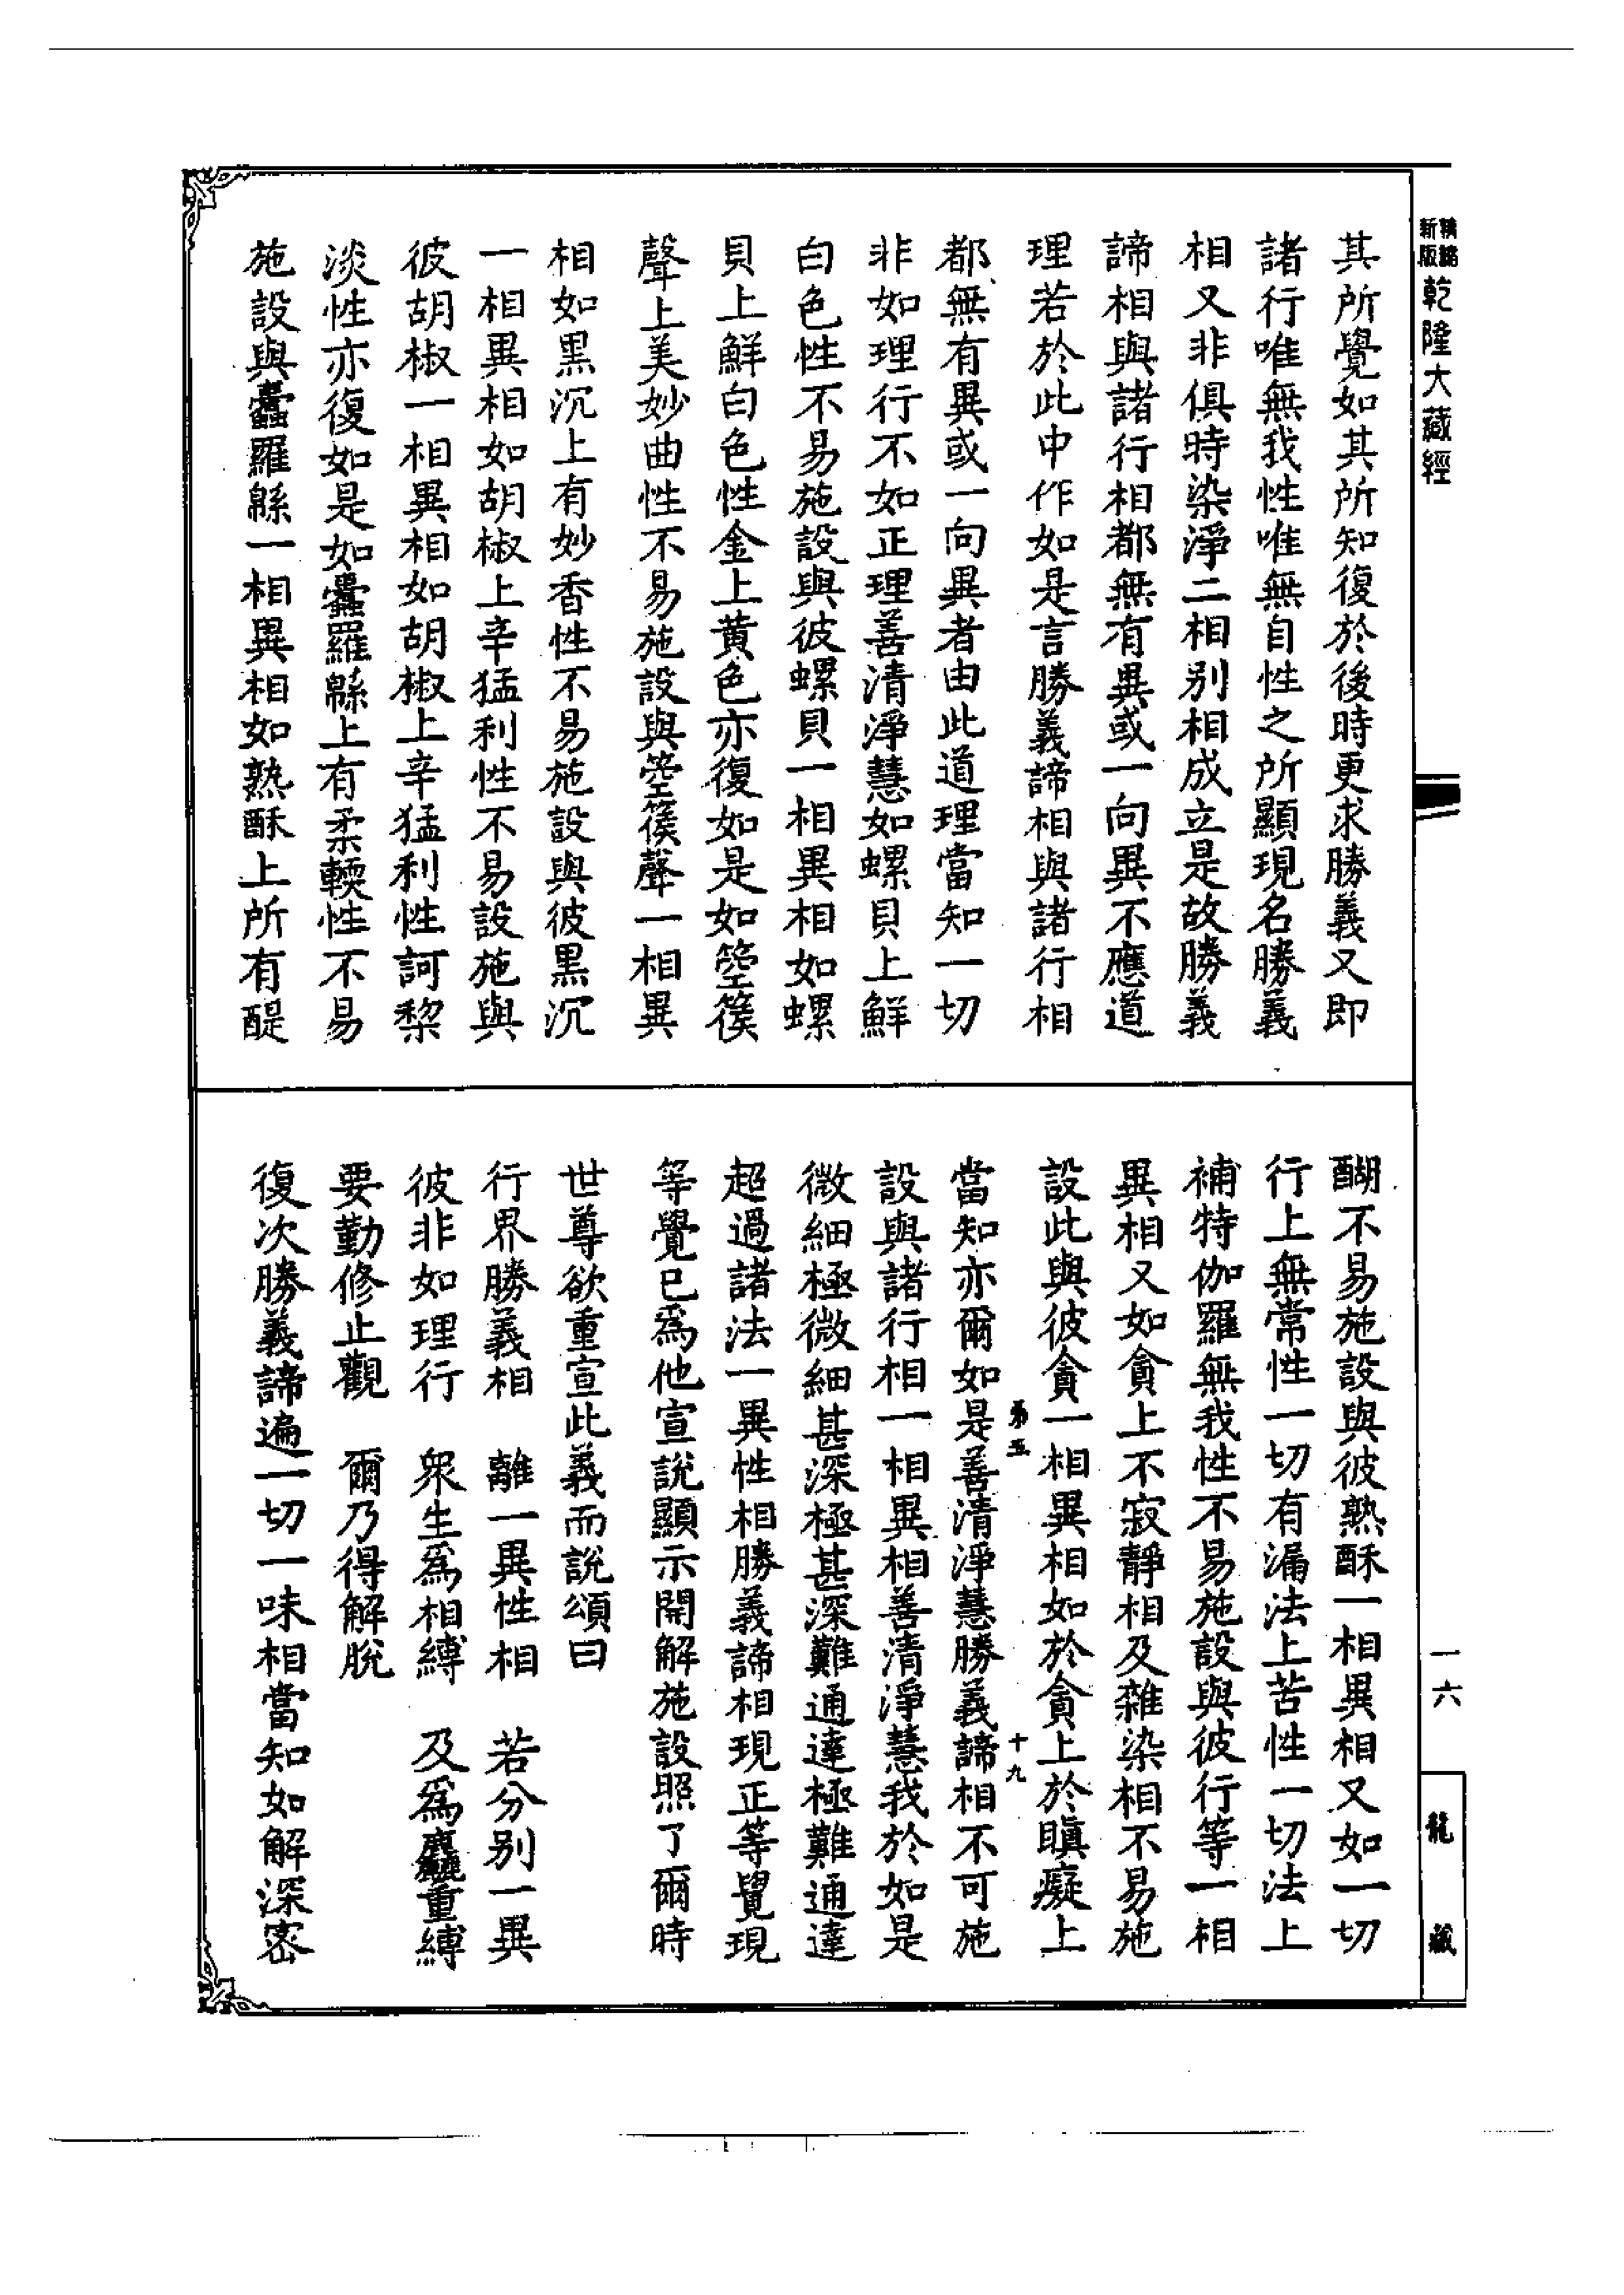 精縮
新版
乾隆大藏經
其所覺如其所知復於後時更求勝義又即
諸行唯無我性唯無自性之所顯現名勝義
相又非俱時染淨二相別相成立是故勝義
諦相與諸行相都無有異或一向異不應道
理若於此中作如是言勝義諦相與諸行相
都無有異或一向異者由此道理當知一切
非如理行不如正理善清淨慧如螺貝上鮮
白色性不易施設與彼螺貝一相異相如螺
貝上鮮白色性金上黃色亦復如是如箜篌
聲上美妙曲性不易施設與箜篌聲一相異
相如黑沉上有妙香性不易施設與彼黑沉
一相異相如胡椒上辛猛利性不易設施與
彼胡椒一相異相如胡椒上辛猛利性訶棃
淡性亦復如是如蠧羅緜上有柔輭性不易
施設與蠧羅緜一相異相如熟酥上所有醍
醐不易施設與彼熟酥一相異相又如一切
行上無常性一切有漏法上苦性一切法上
補特伽羅無我性不易施設與彼行等一相
異相又如貪上不寂靜相及雜染相不易施
設此與彼貪一相異相如於貪上於瞋癡上
第五
十九
當知亦爾如是善清淨慧勝義諦相不可施
設與諸行相一相異相善清淨慧我於如是
微細極微細甚深極甚深難通達極難通達
超過諸法一異性相勝義諦相現正等覺現
等覺已爲他宣說顯示開解施設照了爾時
世尊欲重宣此義而說頌曰
行界勝義相 離一異性相 若分別一異
彼非如理行 衆生爲相縛 及爲麤重縛
要勤修止觀 爾乃得解脫
復次勝義諦遍一切一味相當知如解深密
一六
龍藏